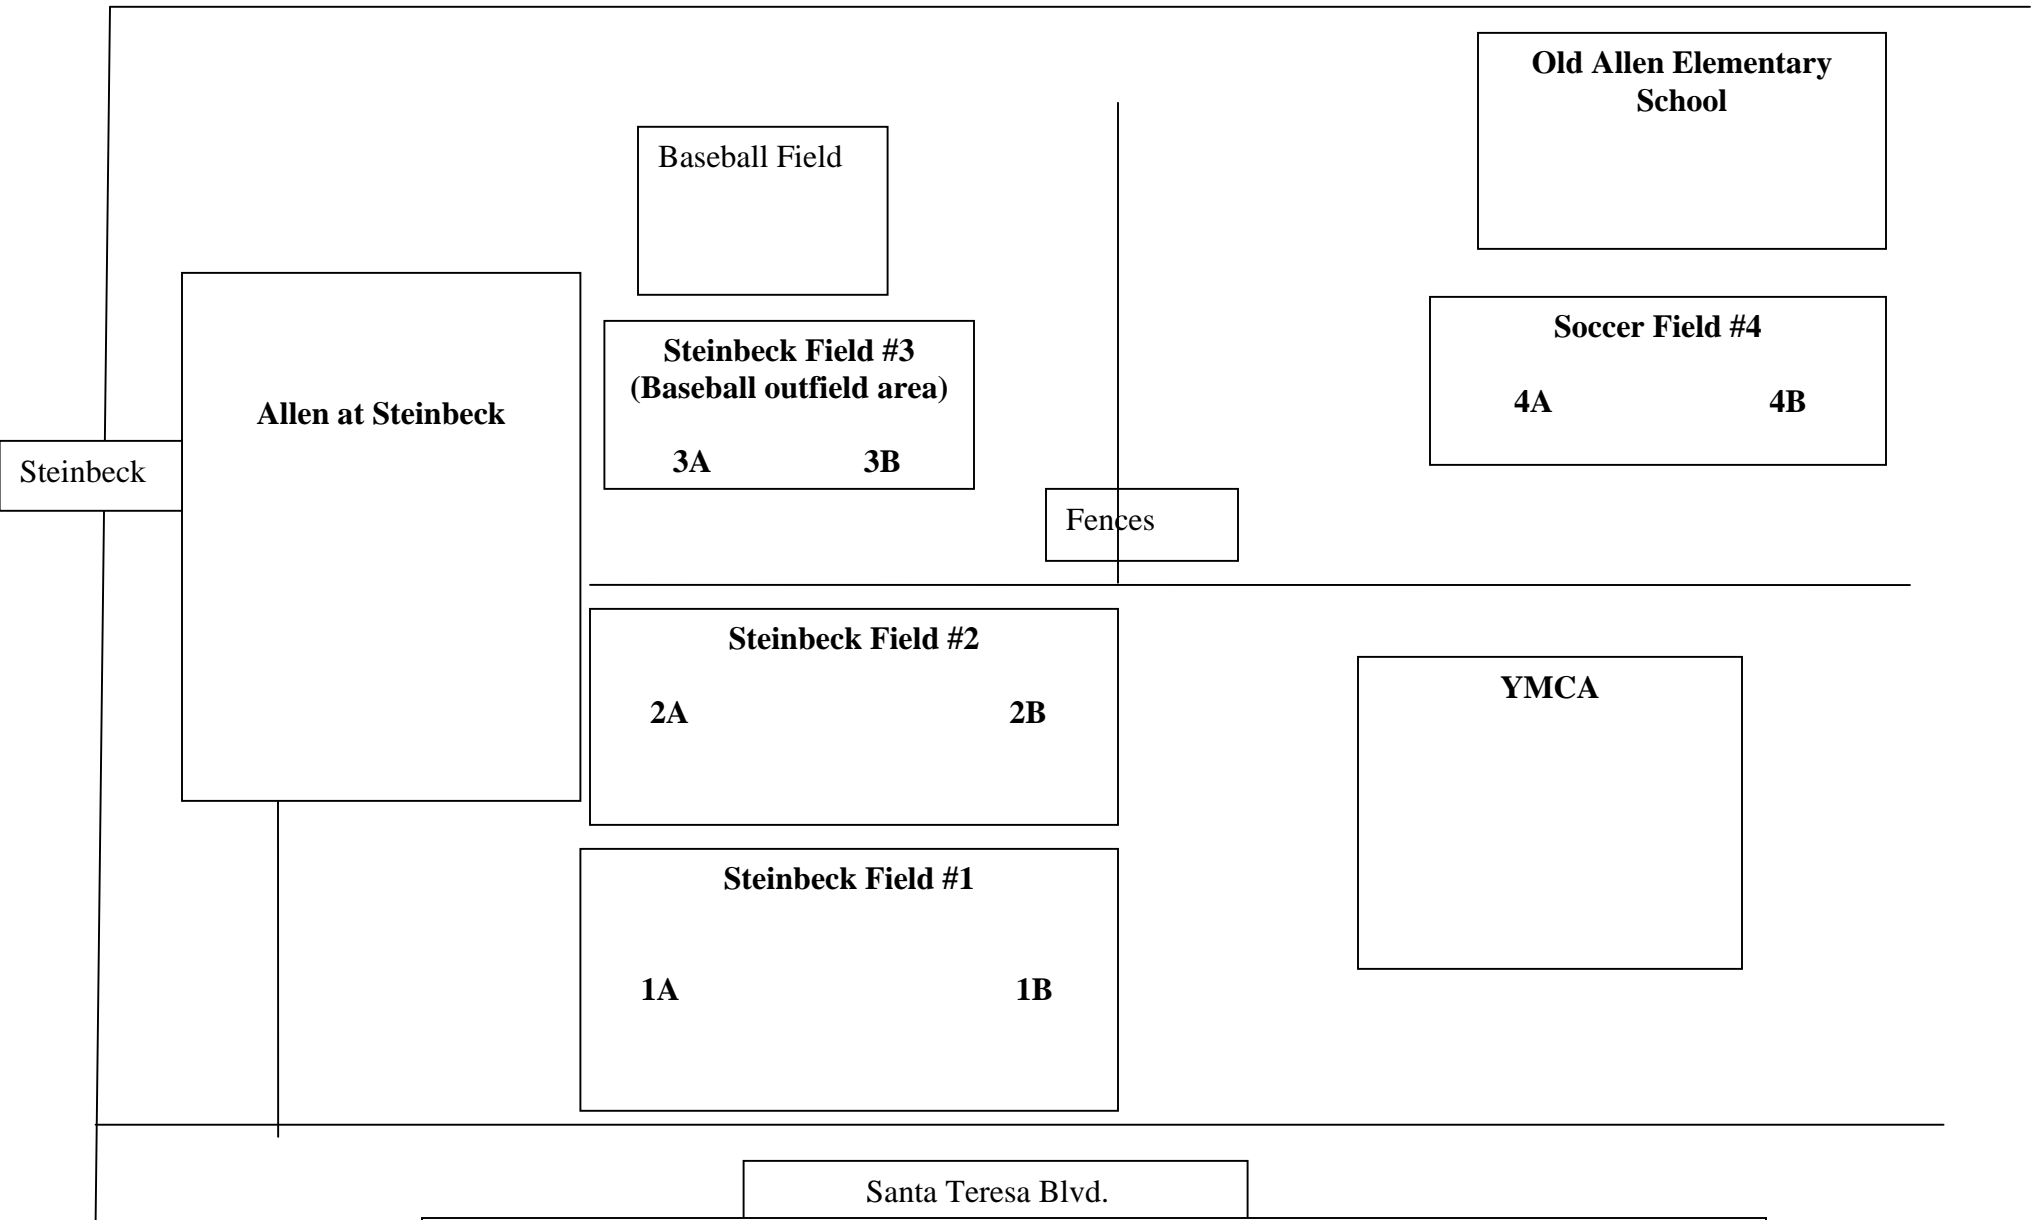 Old Allen Elementary
School
Baseball Field
Steinbeck Field #3
(Baseball outfield area)
3A 3B
Soccer Field #4
4A 4B
Allen at Steinbeck
Steinbeck
Fences
Steinbeck Field #2
2A 2B
YMCA
Steinbeck Field #1
1A 1B
Santa Teresa Blvd.